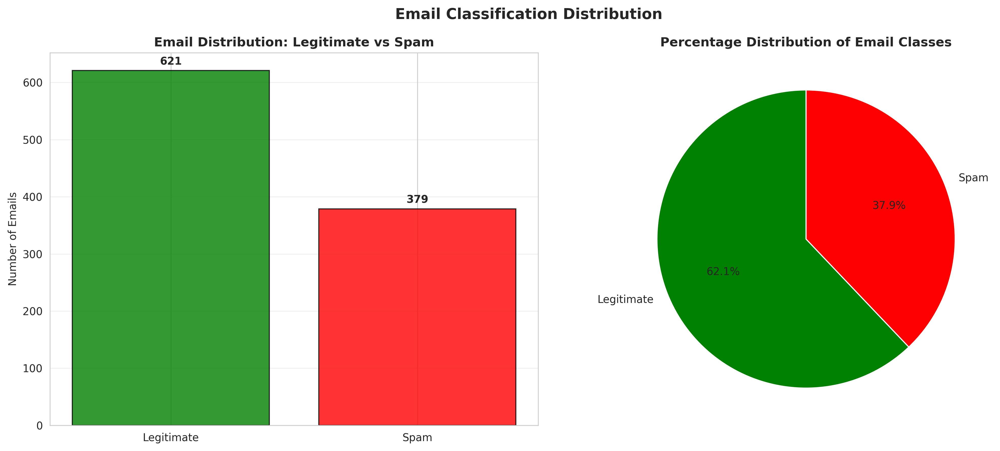 Email Classification Distribution
Email Distribution: Legitimate vs Spam
Number of Emails
600
500
400
300
200
100
0
621
379
Legitimate
Spam
Percentage Distribution of Email Classes
Spam
37.9%
62.1%
Legitimate